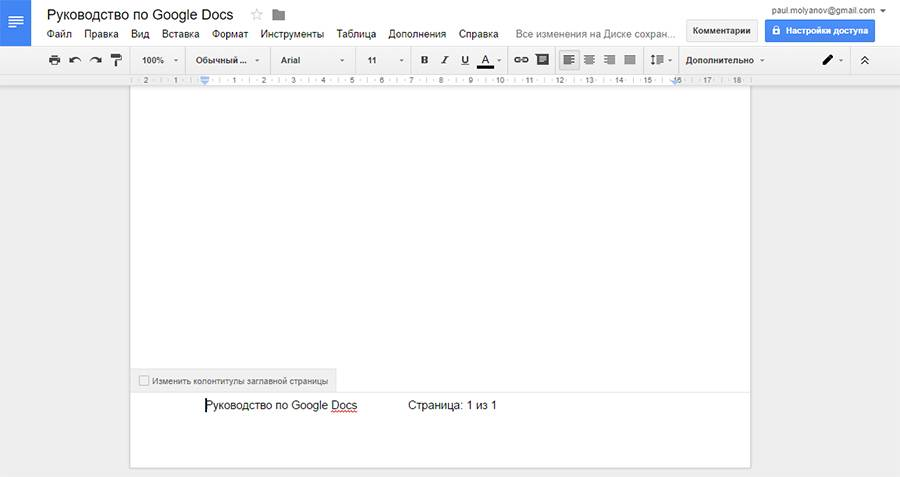 Руководство по Google Docs
paul.molyanov@gmail.com
Файл Правка Вид Вставка Формат Инструменты Таблица Дополнения Справка Все изменения на Диске сохран...
Комментарии
Настройки доступа
100% Обычный ... Arial 11 B I U A Дополнительно
2 1 1 2 3 4 5 6 7 8 9 10 11 12 13 14 15 16 17 18
Изменить колонтитулы заглавной страницы
Руководство по Google Docs Страница: 1 из 1